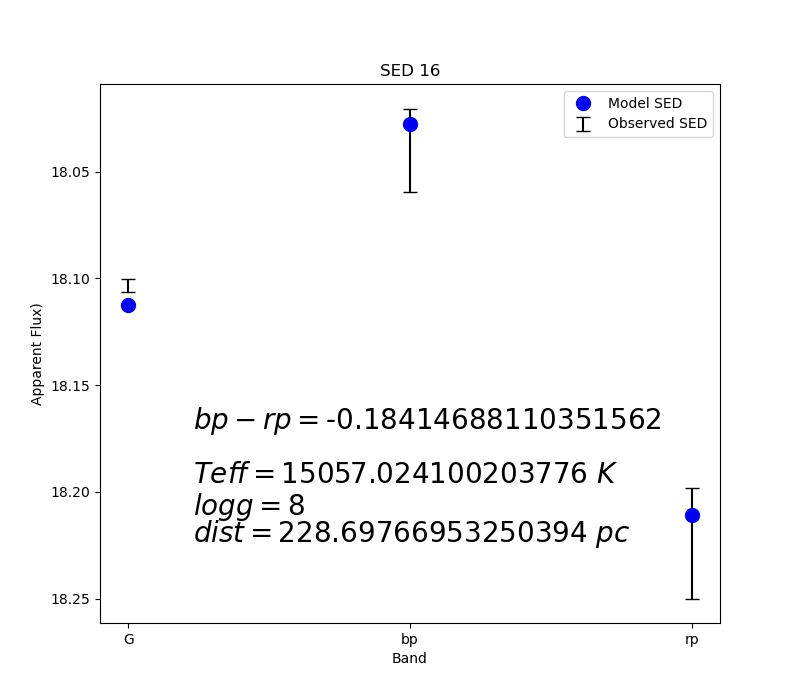 SED 16
Model SED
Observed SED
18.05
18.10
18.15
18.20
18.25
Apparent Flux)
bp − rp = -0.18414688110351562
Teff = 15057.024100203776 K
logg = 8
dist = 228.69766953250394 pc
G bp rp
Band